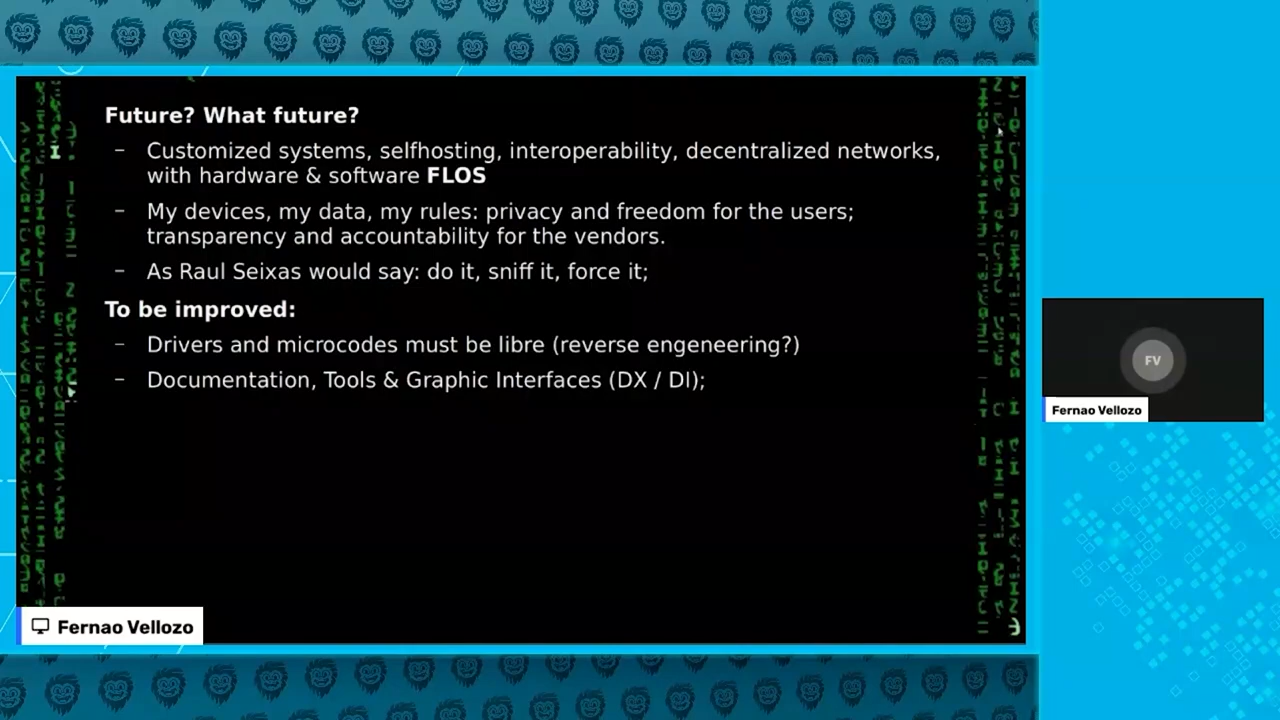 Future? What future?
– Customized systems, selfhosting, interoperability, decentralized networks,
with hardware & software FLOS
– My devices, my data, my rules: privacy and freedom for the users;
transparency and accountability for the vendors.
– As Raul Seixas would say: do it, sniff it, force it;
To be improved:
– Drivers and microcodes must be libre (reverse engeneering?)
– Documentation, Tools & Graphic Interfaces (DX / DI);
Fernao Vellozo
FV
Fernao Vellozo